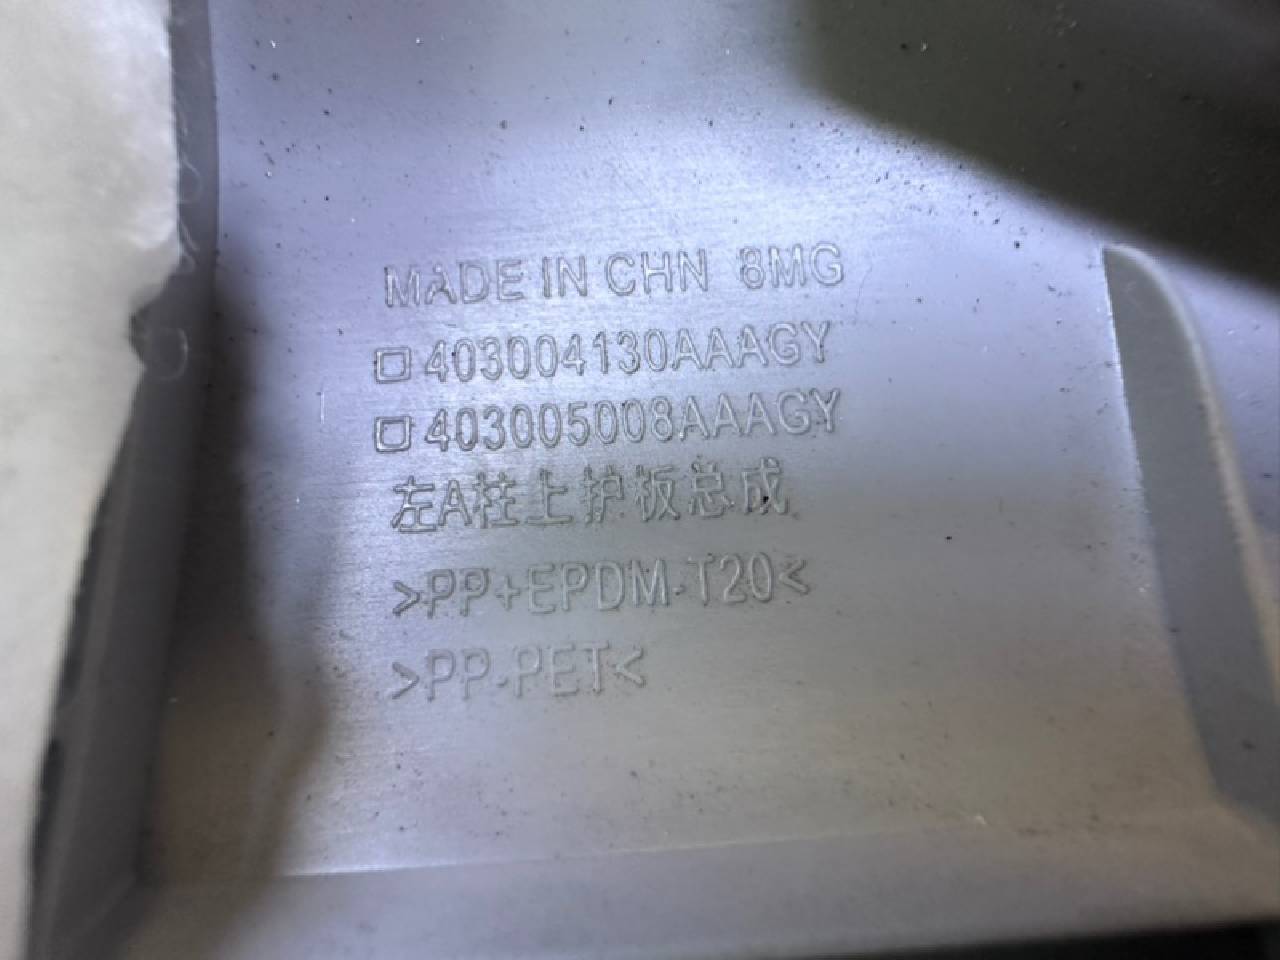 MADE IN CHN 8MG
□403004130AAAGY
□403005008AAAGY
左A柱上护板总成
>PP+EPDM-T20<
>PP-PET<